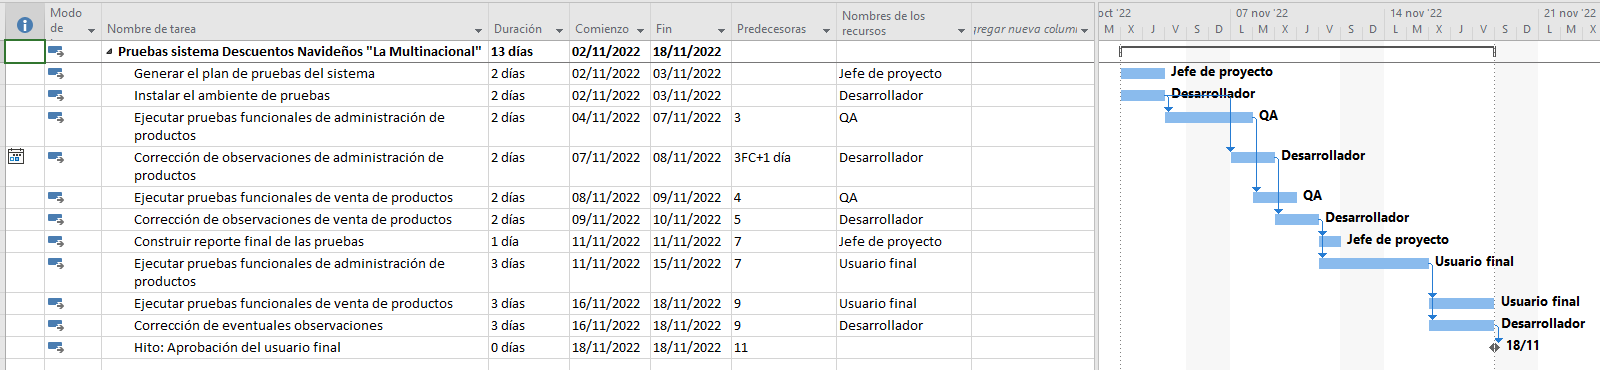 Modo de Nombre de tarea Duración Comienzo Fin Predecesoras Nombres de los recursos gregar nueva colum
Pruebas sistema Descuentos Navideños "La Multinacional" 13 días 02/11/2022 18/11/2022
Generar el plan de pruebas del sistema 2 días 02/11/2022 03/11/2022 Jefe de proyecto
Instalar el ambiente de pruebas 2 días 02/11/2022 03/11/2022 Desarrollador
Ejecutar pruebas funcionales de administración de productos 2 días 04/11/2022 07/11/2022 3 QA
Corrección de observaciones de administración de productos 2 días 07/11/2022 08/11/2022 3FC+1 día Desarrollador
Ejecutar pruebas funcionales de venta de productos 2 días 08/11/2022 09/11/2022 4 QA
Corrección de observaciones de venta de productos 2 días 09/11/2022 10/11/2022 5 Desarrollador
Construir reporte final de las pruebas 1 día 11/11/2022 11/11/2022 7 Jefe de proyecto
Ejecutar pruebas funcionales de administración de productos 3 días 11/11/2022 15/11/2022 7 Usuario final
Ejecutar pruebas funcionales de venta de productos 3 días 16/11/2022 18/11/2022 9 Usuario final
Corrección de eventuales observaciones 3 días 16/11/2022 18/11/2022 9 Desarrollador
Hito: Aprobación del usuario final 0 días 18/11/2022 18/11/2022 11
oct '22 07 nov '22 14 nov '22 21 nov '22
M X J V S D L M X J V S D L M X J V S D L M X
Jefe de proyecto
Desarrollador
QA
Desarrollador
QA
Desarrollador
Jefe de proyecto
Usuario final
Usuario final
Desarrollador
18/11